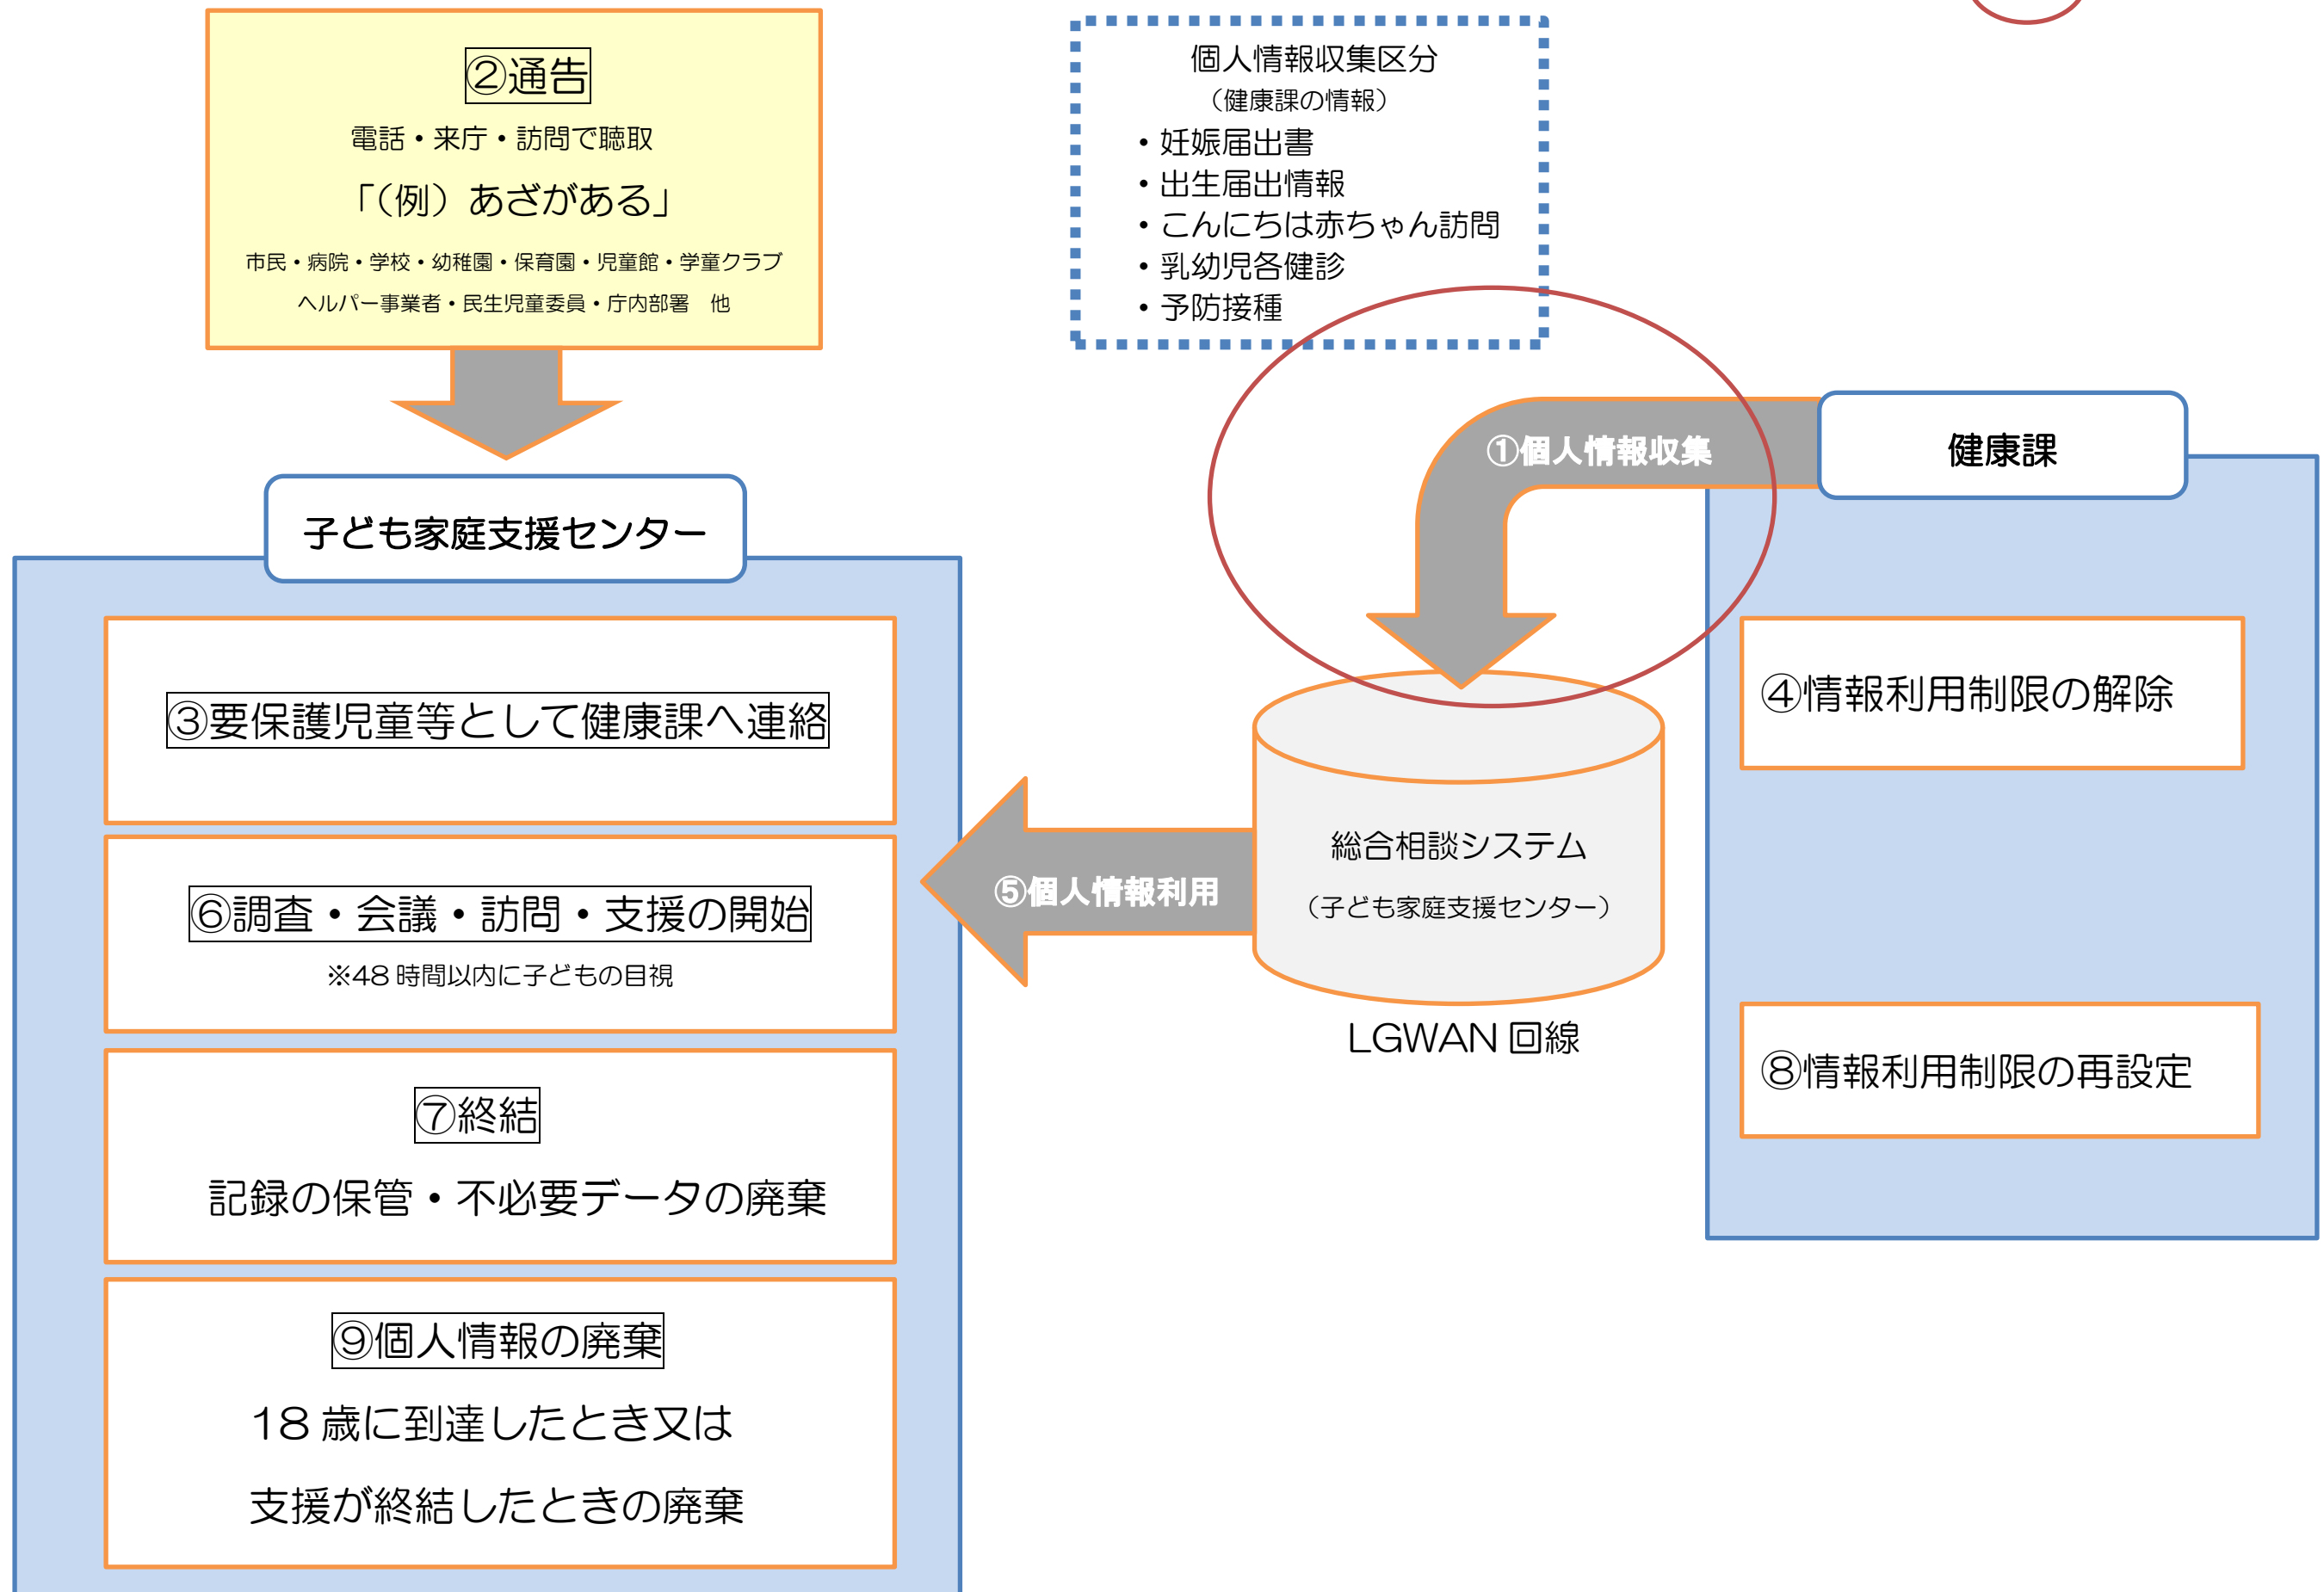 ②通告
電話・来庁・訪問で聴取
「（例）あざがある」
市民・病院・学校・幼稚園・保育園・児童館・学童クラブ
ヘルパー事業者・民生児童委員・庁内部署　他
個人情報収集区分
（健康課の情報）
・妊娠届出書
・出生届出情報
・こんにちは赤ちゃん訪問
・乳幼児各健診
・予防接種
①個人情報収集
健康課
子ども家庭支援センター
③要保護児童等として健康課へ連絡
④情報利用制限の解除
総合相談システム
（子ども家庭支援センター）
⑤個人情報利用
⑥調査・会議・訪問・支援の開始
※48 時間以内に子どもの目視
LGWAN 回線
⑦終結
記録の保管・不必要データの廃棄
⑧情報利用制限の再設定
⑨個人情報の廃棄
18 歳に到達したとき又は
支援が終結したときの廃棄